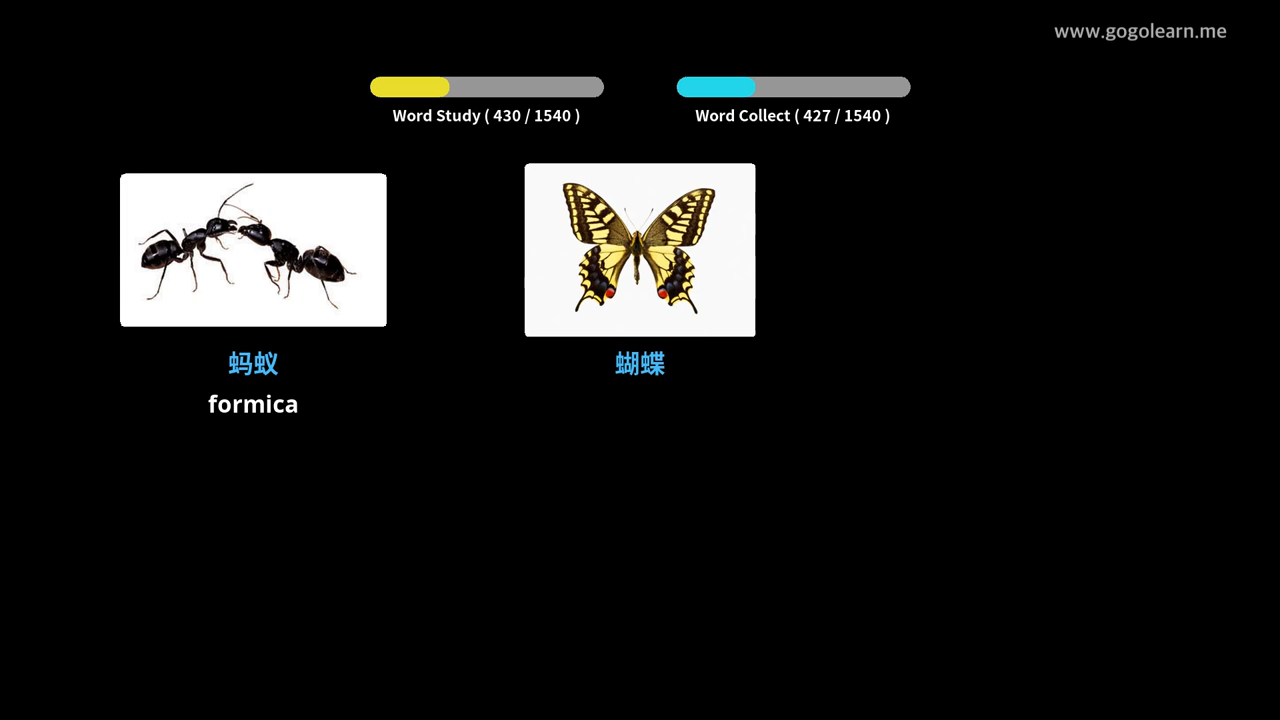 www.gogolearn.me
Word Study ( 430 / 1540 )
Word Collect ( 427 / 1540 )
蚂蚁
formica
蝴蝶